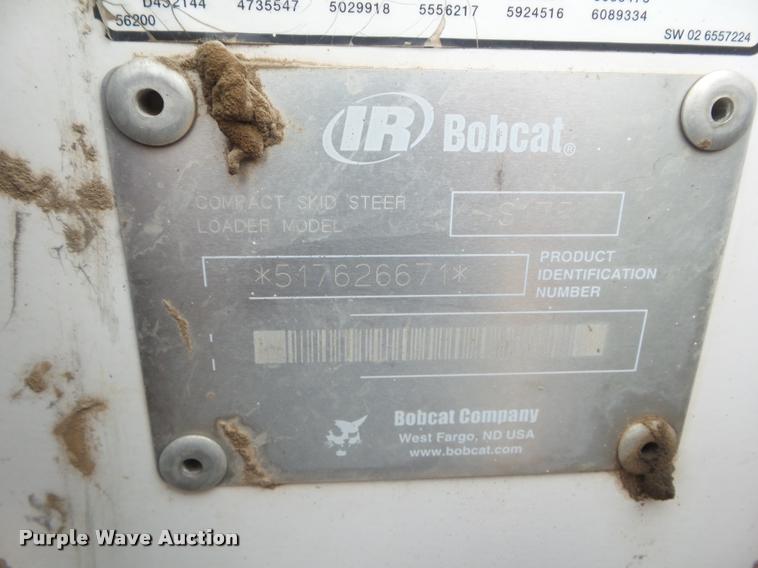 D432144 4735547 5029918 5556217 5924516 6089334
56200
SW 02 6557224
IR Bobcat®
COMPACT SKID STEER
LOADER MODEL
*517626671*
PRODUCT
IDENTIFICATION
NUMBER
Bobcat Company
West Fargo, ND USA
www.bobcat.com
Purple Wave Auction